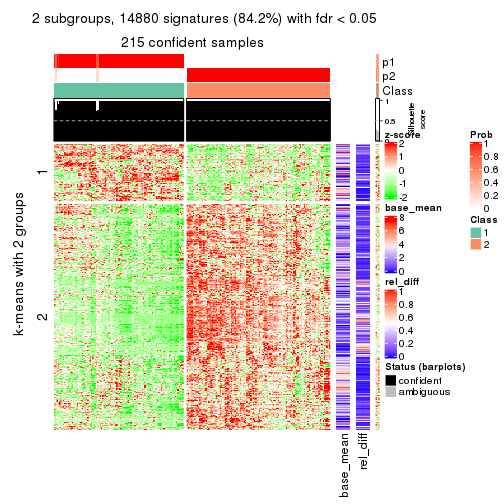 2 subgroups, 14880 signatures (84.2%) with fdr < 0.05
215 confident samples
p1
p2
Class
1
0.5
0
Silhouette
score
k-means with 2 groups
1
2
z-score
2
1
0
-1
-2
base_mean
8
6
4
2
0
rel_diff
1
0.8
0.6
0.4
0.2
0
Status (barplots)
confident
ambiguous
Prob
1
0.8
0.6
0.4
0.2
0
Class
1
2
base_mean
rel_diff